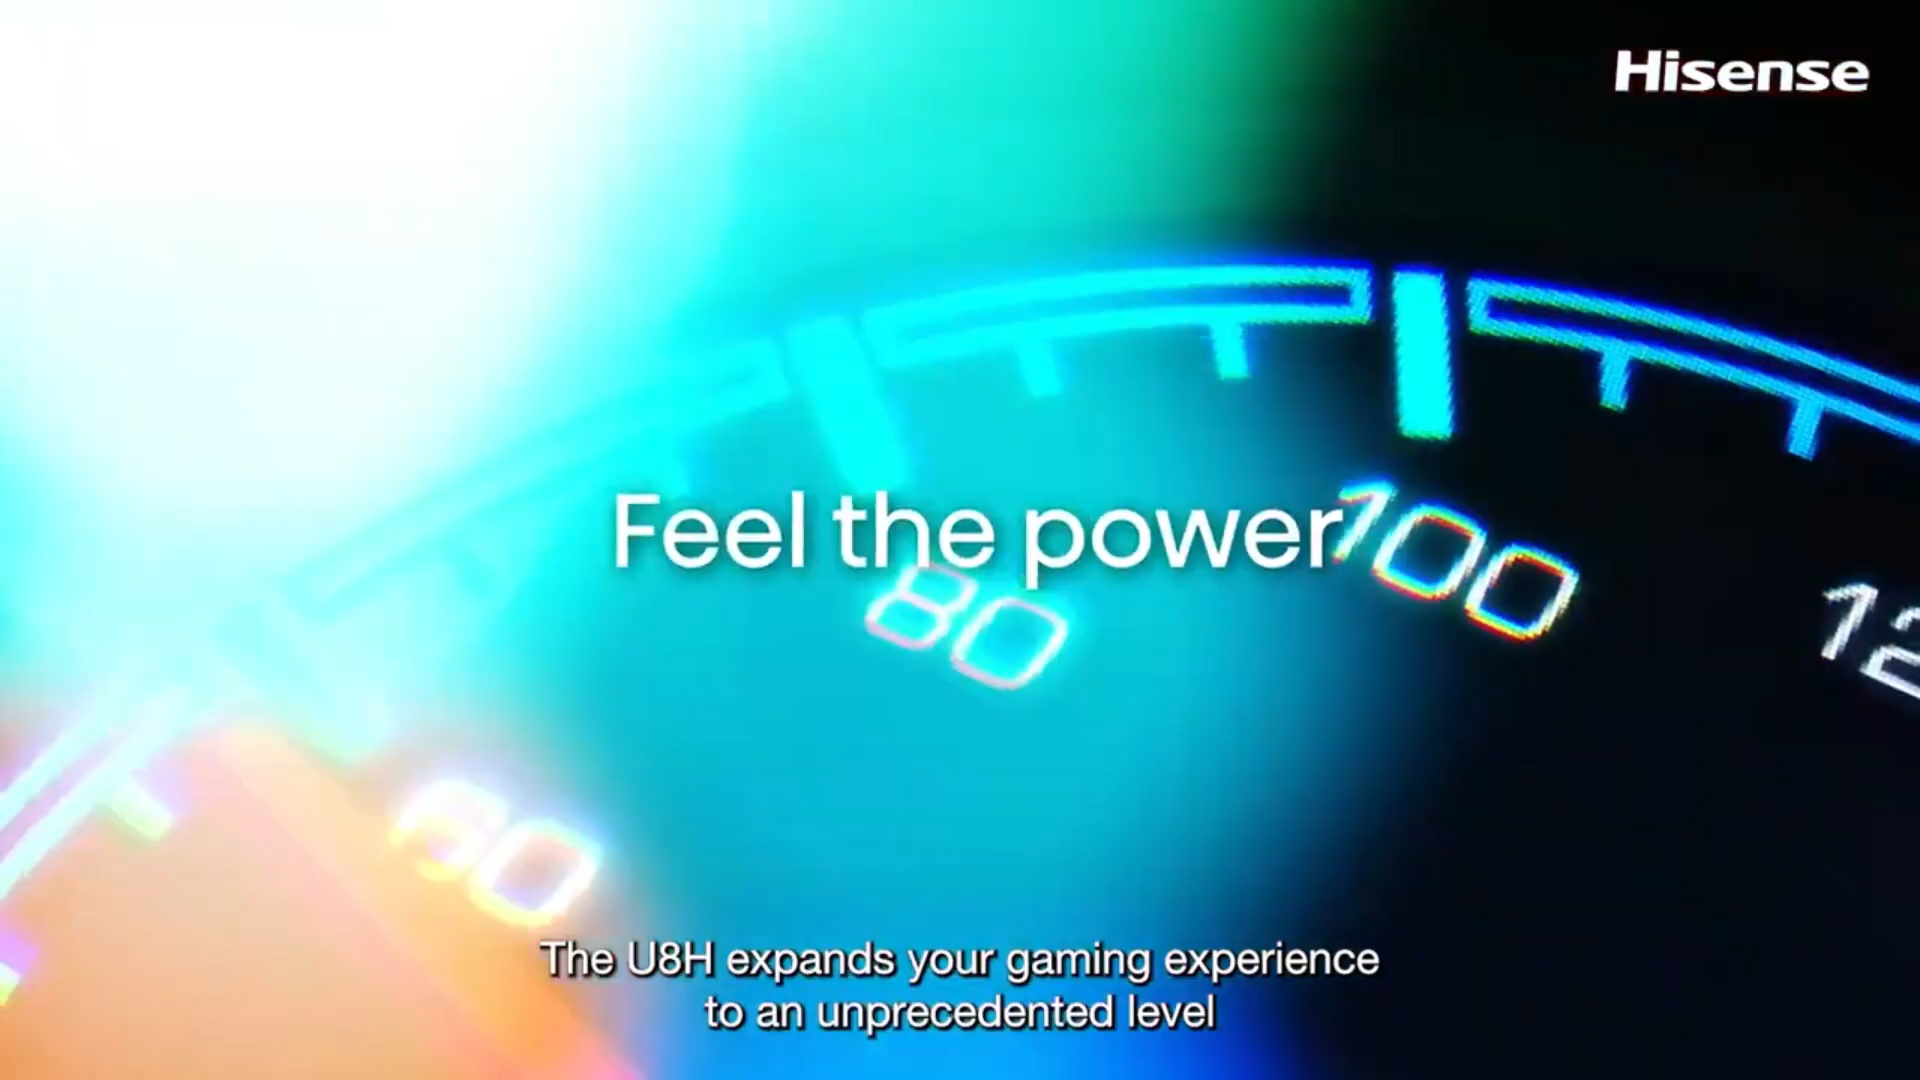 Hisense
Feel the power
100
80
60
The U8H expands your gaming experience
to an unprecedented level